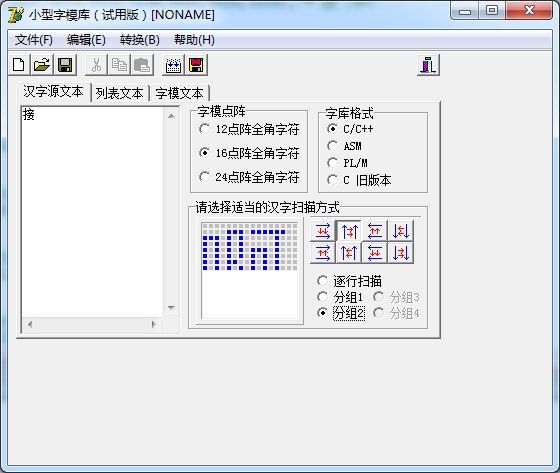 小型字模库（试用版）[NONAME]
文件(F) 编辑(E) 转换(B) 帮助(H)
汉字源文本 列表文本 字模文本
接
字模点阵
12点阵全角字符
16点阵全角字符
24点阵全角字符
字库格式
C/C++
ASM
PL/M
C 旧版本
请选择适当的汉字扫描方式
逐行扫描
分组1 分组3
分组2 分组4